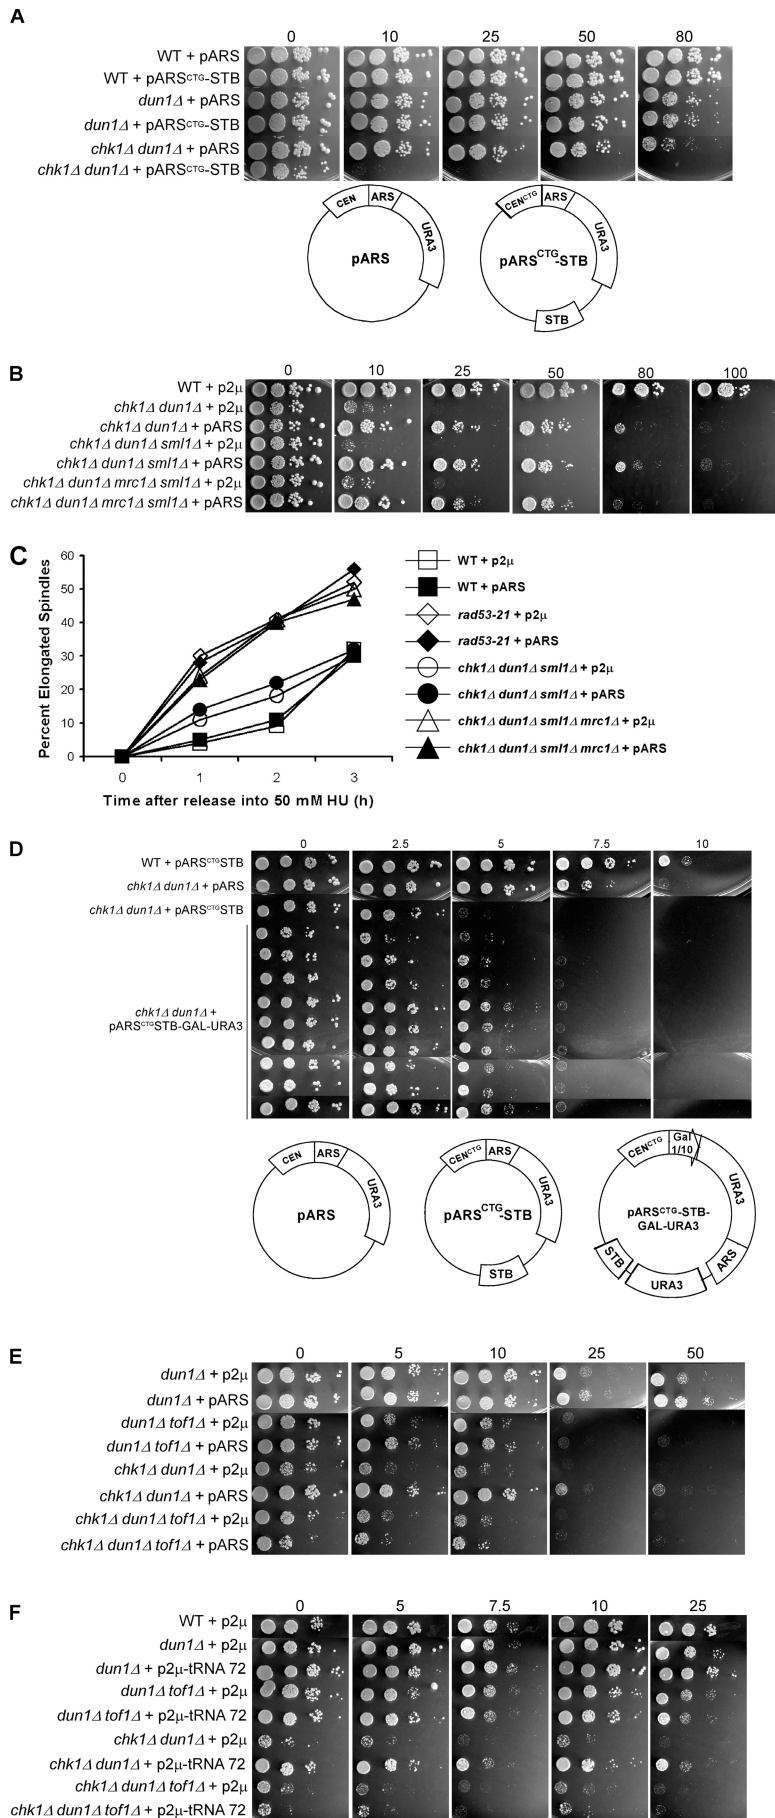 A
0 10 25 50 80
WT + pARS
WT + pARSCTG-STB
dun1Δ + pARS
dun1Δ + pARSCTG-STB
chk1Δ dun1Δ + pARS
chk1Δ dun1Δ + pARSCTG-STB
CEN ARS URA3
pARS
CENCTG ARS URA3
pARSCTG-STB
STB
B
0 10 25 50 80 100
WT + p2μ
chk1Δ dun1Δ + p2μ
chk1Δ dun1Δ + pARS
chk1Δ dun1Δ sml1Δ + p2μ
chk1Δ dun1Δ sml1Δ + pARS
chk1Δ dun1Δ mrc1Δ sml1Δ + p2μ
chk1Δ dun1Δ mrc1Δ sml1Δ + pARS
C
Percent Elongated Spindles
60
50
40
30
20
10
0
0 1 2 3
Time after release into 50 mM HU (h)
WT + p2μ
WT + pARS
rad53-21 + p2μ
rad53-21 + pARS
chk1Δ dun1Δ sml1Δ + p2μ
chk1Δ dun1Δ sml1Δ + pARS
chk1Δ dun1Δ sml1Δ mrc1Δ + p2μ
chk1Δ dun1Δ sml1Δ mrc1Δ + pARS
D
0 2.5 5 7.5 10
WT + pARSCTGSTB
chk1Δ dun1Δ + pARS
chk1Δ dun1Δ + pARSCTGSTB
chk1Δ dun1Δ +
pARSCTGSTB-GAL-URA3
CEN ARS URA3
pARS
CENCTG ARS URA3
pARSCTG-STB
STB
CENCTG Gal 1/10 URA3
pARSCTG-STB-
GAL-URA3
STB URA3 ARS
E
0 5 10 25 50
dun1Δ + p2μ
dun1Δ + pARS
dun1Δ tof1Δ + p2μ
dun1Δ tof1Δ + pARS
chk1Δ dun1Δ + p2μ
chk1Δ dun1Δ + pARS
chk1Δ dun1Δ tof1Δ + p2μ
chk1Δ dun1Δ tof1Δ + pARS
F
0 5 7.5 10 25
WT + p2μ
dun1Δ + p2μ
dun1Δ + p2μ-tRNA 72
dun1Δ tof1Δ + p2μ
dun1Δ tof1Δ + p2μ-tRNA 72
chk1Δ dun1Δ + p2μ
chk1Δ dun1Δ + p2μ-tRNA 72
chk1Δ dun1Δ tof1Δ + p2μ
chk1Δ dun1Δ tof1Δ + p2μ-tRNA 72